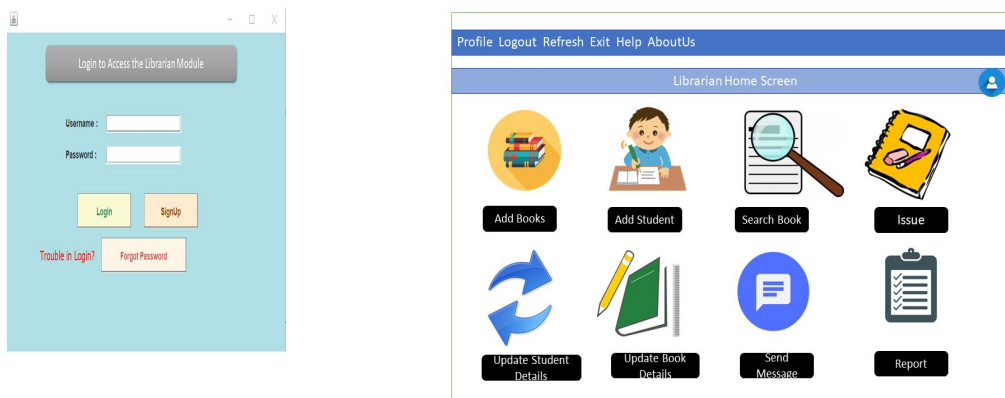 Login to Access the Librarian Module
Username :
Password :
Login
SignUp
Trouble in Login?
Forgot Password
Profile Logout Refresh Exit Help AboutUs
Librarian Home Screen
Add Books
Add Student
Search Book
Issue
Update Student
Details
Update Book
Details
Send
Message
Report